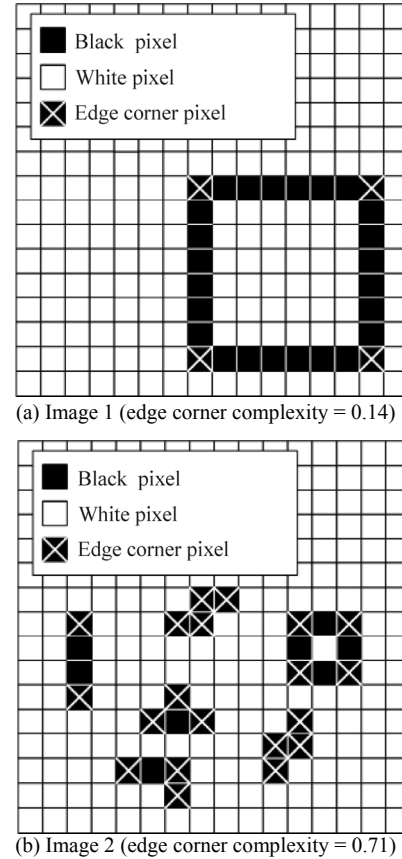 Black pixel
White pixel
Edge corner pixel
(a) Image 1 (edge corner complexity = 0.14)
Black pixel
White pixel
Edge corner pixel
(b) Image 2 (edge corner complexity = 0.71)